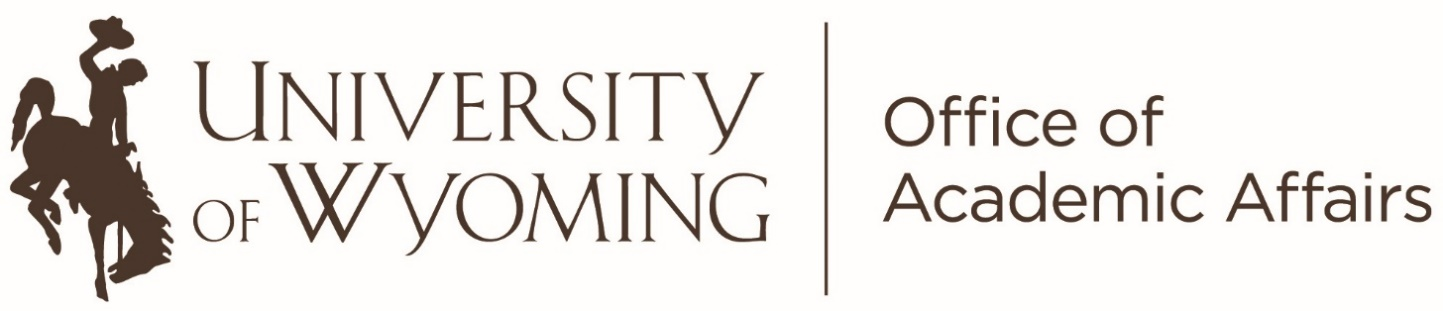 UNIVERSITY
OF WYOMING
Office of
Academic Affairs